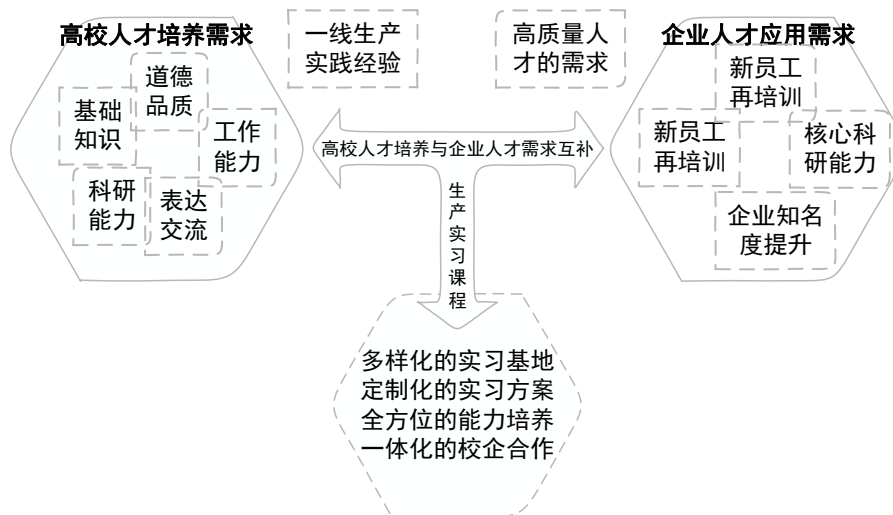 高校人才培养需求
道德
品质
基础
知识
工作
能力
科研
能力
表达
交流
一线生产
实践经验
高质量人
才的需求
企业人才应用需求
新员工
再培训
新员工
再培训
核心科
研能力
企业知名
度提升
高校人才培养与企业人才需求互补
生产实习课程
多样化的实习基地
定制化的实习方案
全方位的能力培养
一体化的校企合作